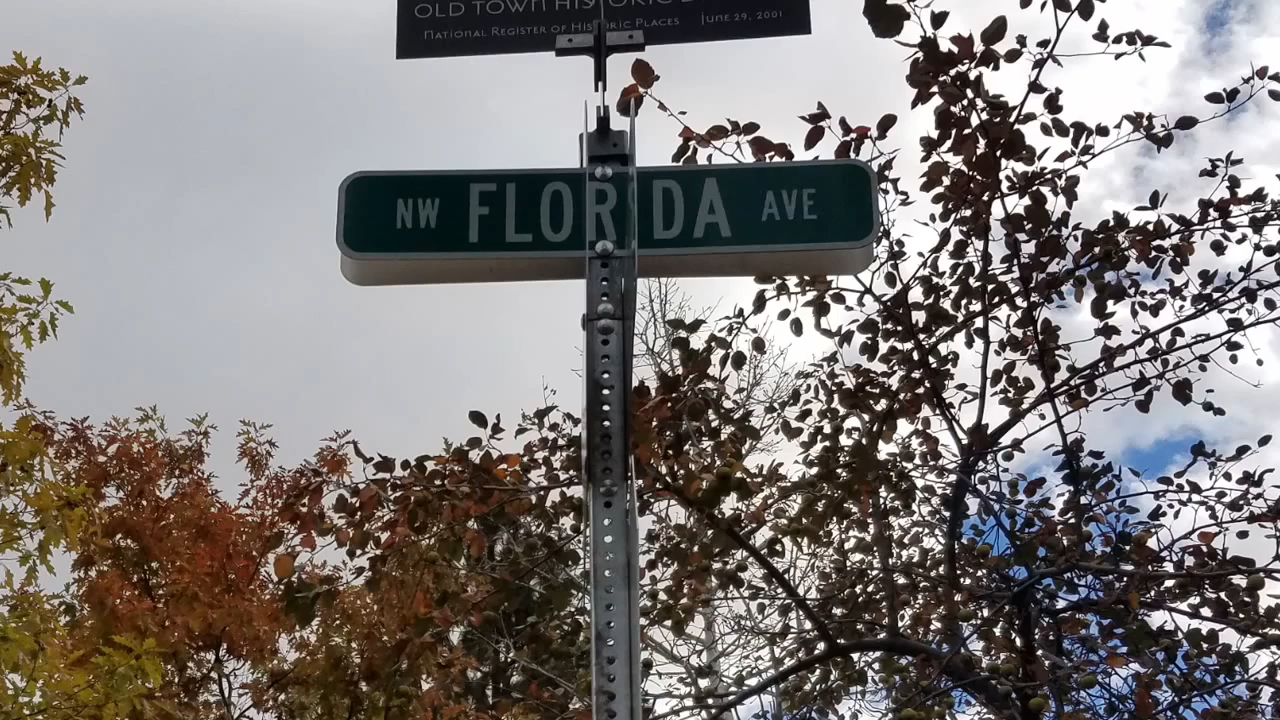 OLD TOWN HISTORIC
NATIONAL REGISTER OF HISTORIC PLACES JUNE 29, 2001
NW FLORIDA AVE